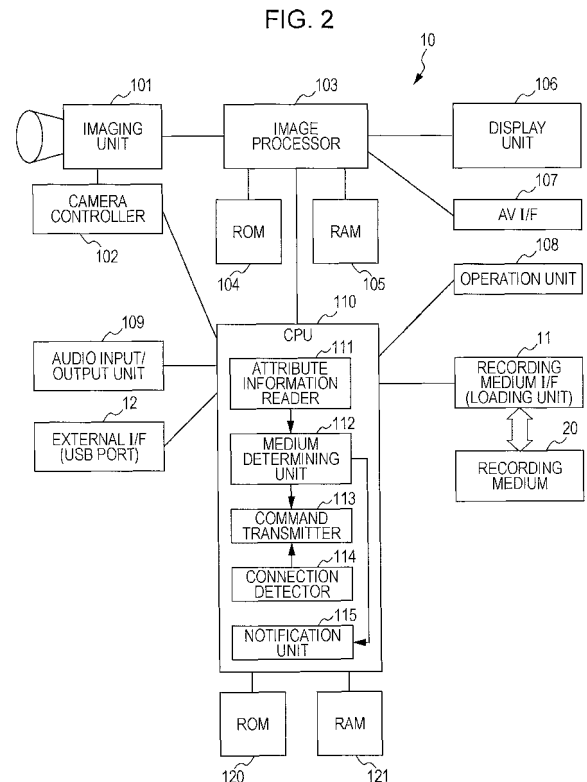 FIG. 2
10
101
IMAGING
UNIT
103
IMAGE
PROCESSOR
106
DISPLAY
UNIT
CAMERA
CONTROLLER
102
ROM
104
RAM
105
107
AV I/F
108
OPERATION UNIT
110
CPU
109
AUDIO INPUT/
OUTPUT UNIT
12
EXTERNAL I/F
(USB PORT)
111
ATTRIBUTE
INFORMATION
READER
112
MEDIUM
DETERMINING
UNIT
113
COMMAND
TRANSMITTER
114
CONNECTION
DETECTOR
115
NOTIFICATION
UNIT
11
RECORDING
MEDIUM I/F
(LOADING UNIT)
20
RECORDING
MEDIUM
ROM
120
RAM
121